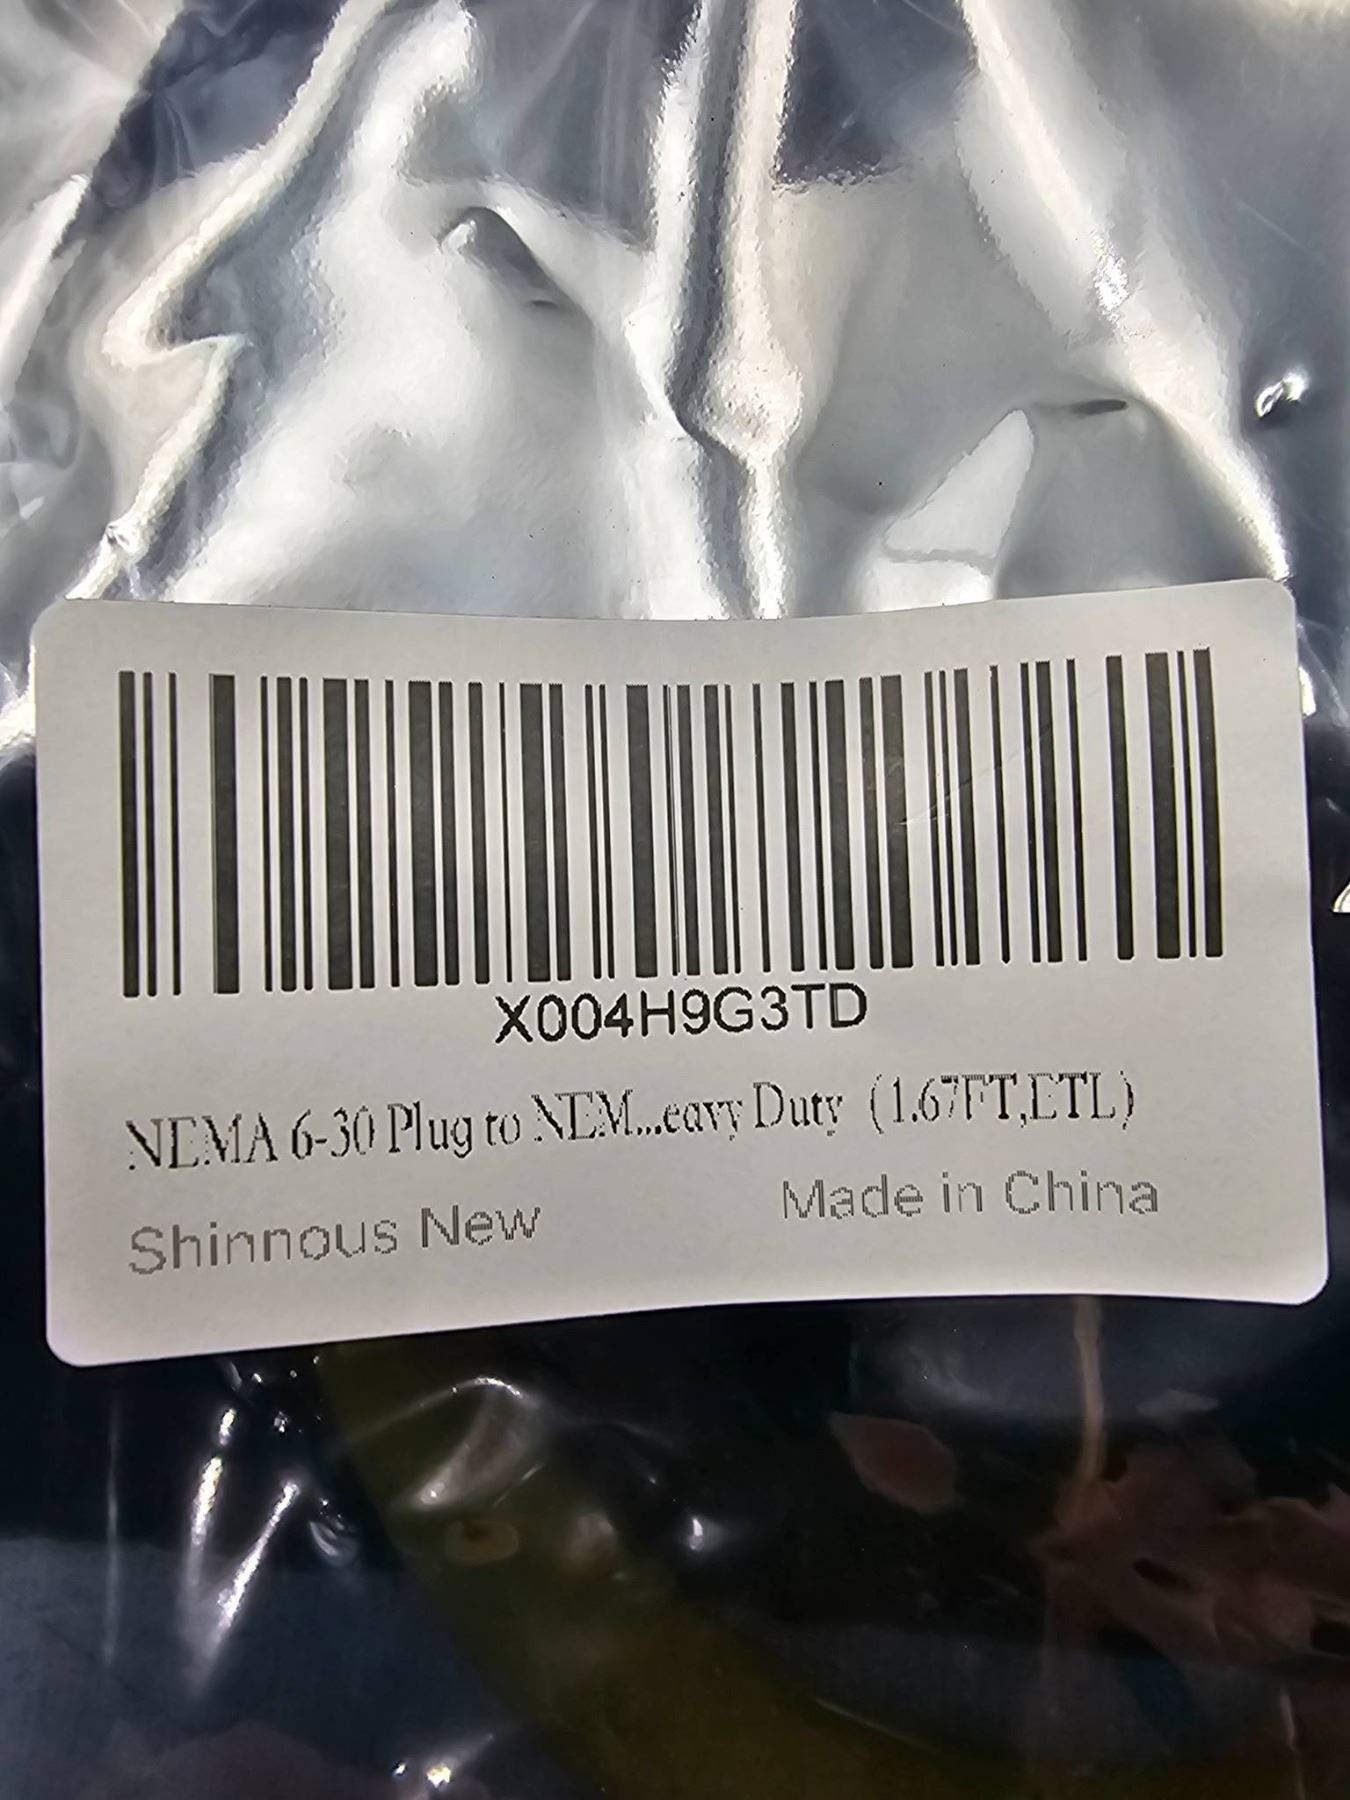 X004H9G3TD
NEMA 6-30 Plug to NEM...eavy Duty (1.67FT,ETL)
Shinnous New
Made in China